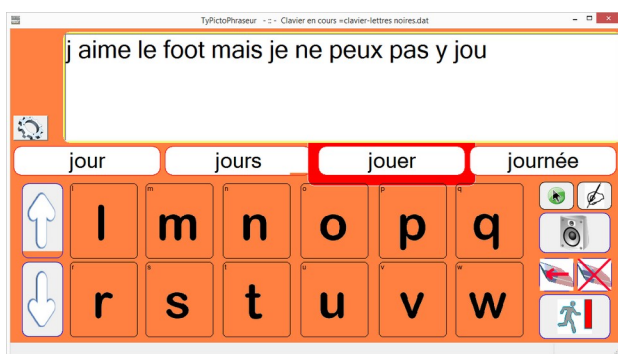 TyPictoPhraseur - :: - Clavier en cours =clavier-lettres noires.dat
j aime le foot mais je ne peux pas y jou
jour jours jouer journée
l m n o p q
l m n o p q
r s t u v w
r s t u v w